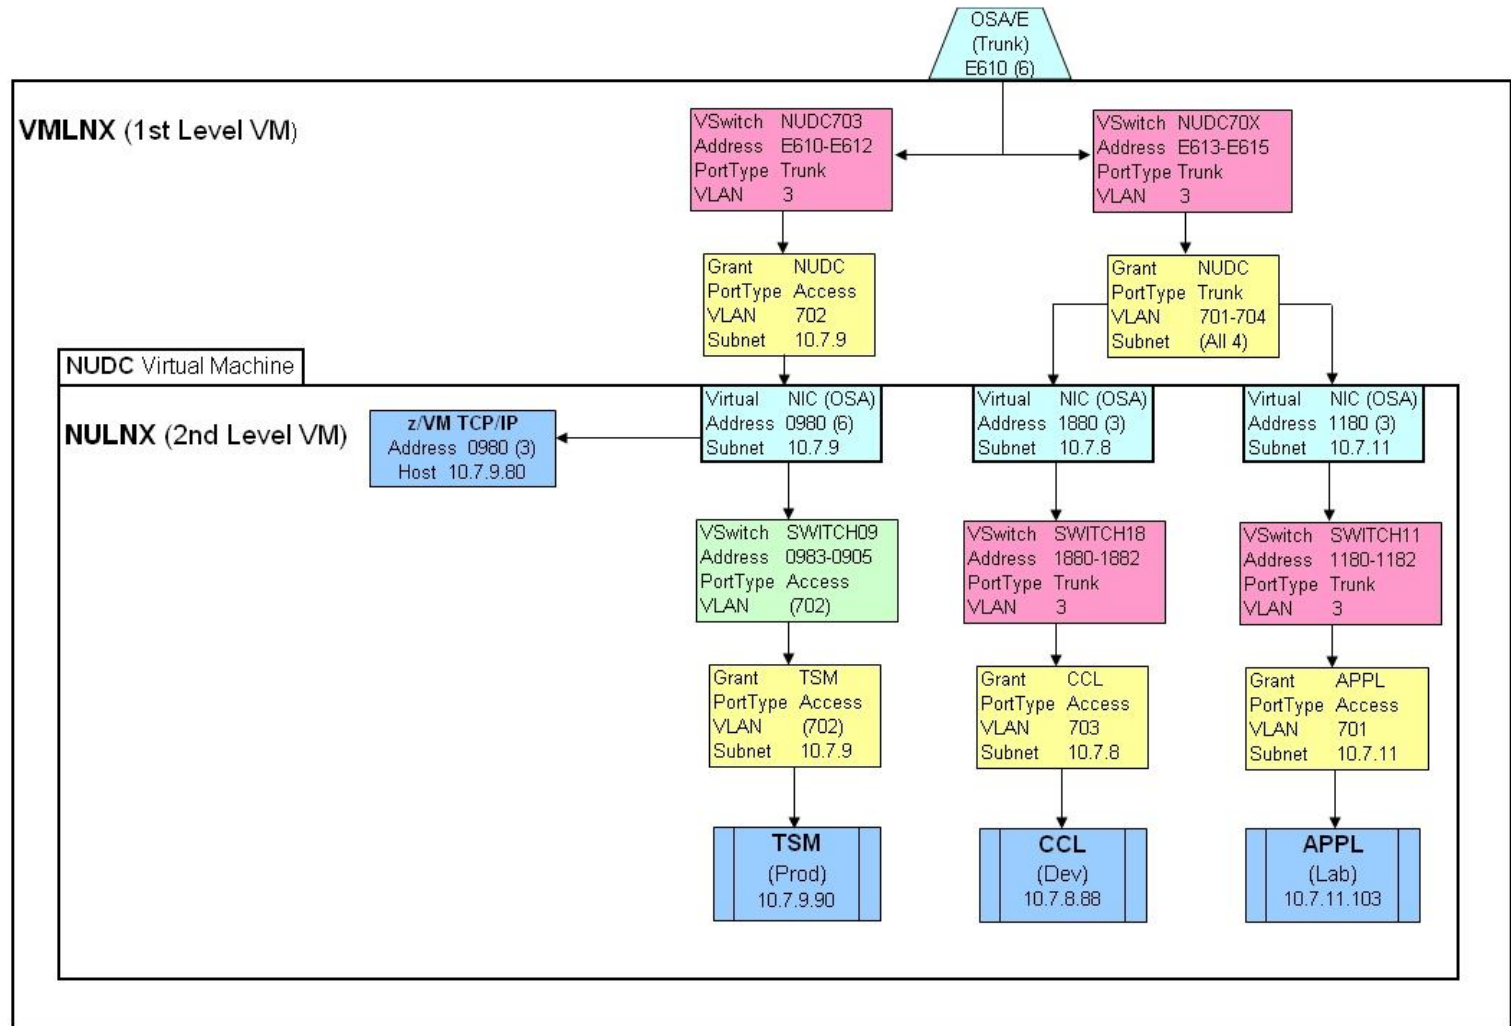 OSA/E
(Trunk)
E610 (6)
VMLNX (1st Level VM)
VSwitch NUDC703
Address E610-E612
PortType Trunk
VLAN 3
VSwitch NUDC70X
Address E613-E615
PortType Trunk
VLAN 3
Grant NUDC
PortType Access
VLAN 702
Subnet 10.7.9
Grant NUDC
PortType Trunk
VLAN 701-704
Subnet (All 4)
NUDC Virtual Machine
NULNX (2nd Level VM)
z/VM TCP/IP
Address 0980 (3)
Host 10.7.9.80
Virtual NIC (OSA)
Address 0980 (6)
Subnet 10.7.9
Virtual NIC (OSA)
Address 1880 (3)
Subnet 10.7.8
Virtual NIC (OSA)
Address 1180 (3)
Subnet 10.7.11
VSwitch SWITCH09
Address 0983-0905
PortType Access
VLAN (702)
VSwitch SWITCH18
Address 1880-1882
PortType Trunk
VLAN 3
VSwitch SWITCH11
Address 1180-1182
PortType Trunk
VLAN 3
Grant TSM
PortType Access
VLAN (702)
Subnet 10.7.9
Grant CCL
PortType Access
VLAN 703
Subnet 10.7.8
Grant APPL
PortType Access
VLAN 701
Subnet 10.7.11
TSM
(Prod)
10.7.9.90
CCL
(Dev)
10.7.8.88
APPL
(Lab)
10.7.11.103